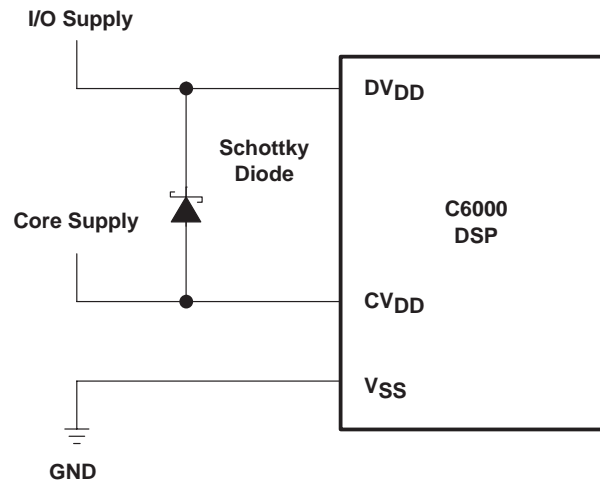 I/O Supply
DVDD
Schottky
Diode
C6000
DSP
Core Supply
CVDD
VSS
GND